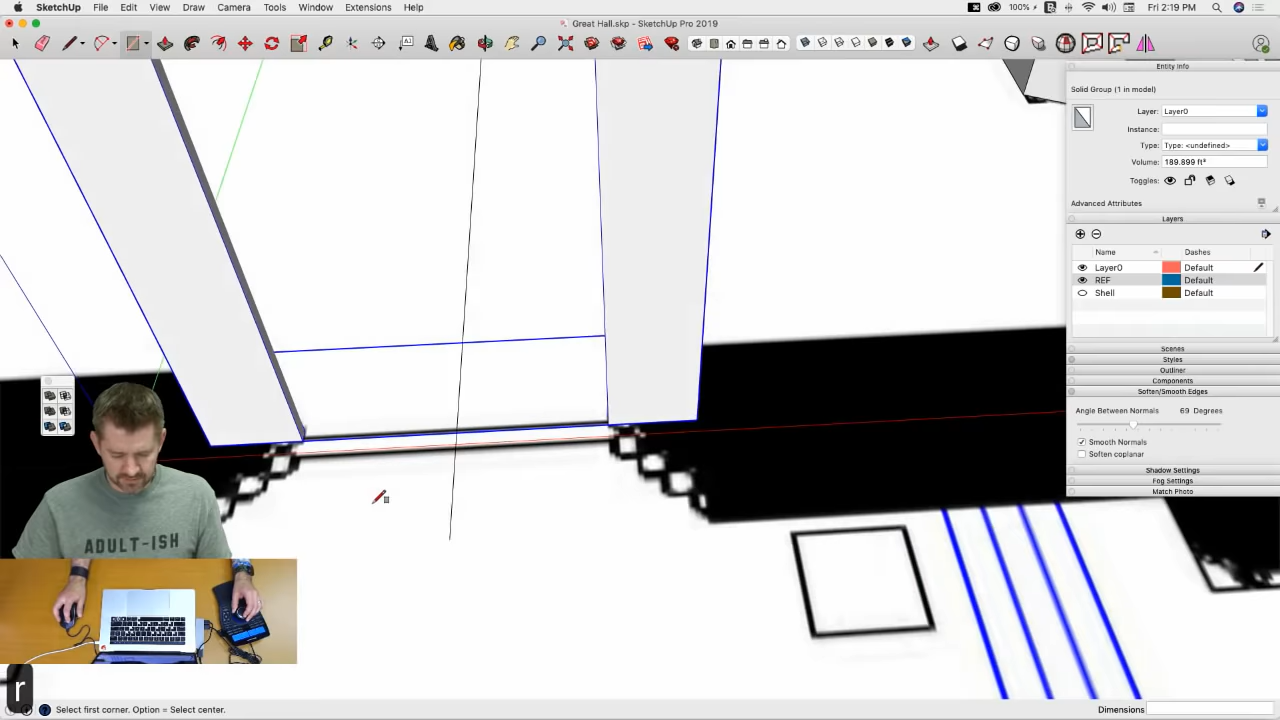 SketchUp File Edit View Draw Camera Tools Window Extensions Help 100% Fri 2:19 PM
Great Hall.skp - SketchUp Pro 2019
Entity Info
Solid Group (1 in model)
Layer: Layer0
Instance:
Type: Type: <undefined>
Volume: 189.899 ft³
Toggles:
Advanced Attributes
Layers
Name Dashes
Layer0 Default
REF Default
Shell Default
Scenes
Styles
Outliner
Components
Soften/Smooth Edges
Angle Between Normals 69 Degrees
Smooth Normals
Soften coplanar
Shadow Settings
Fog Settings
Match Photo
ADULT-ISH
r
Select first corner. Option = Select center. Dimensions